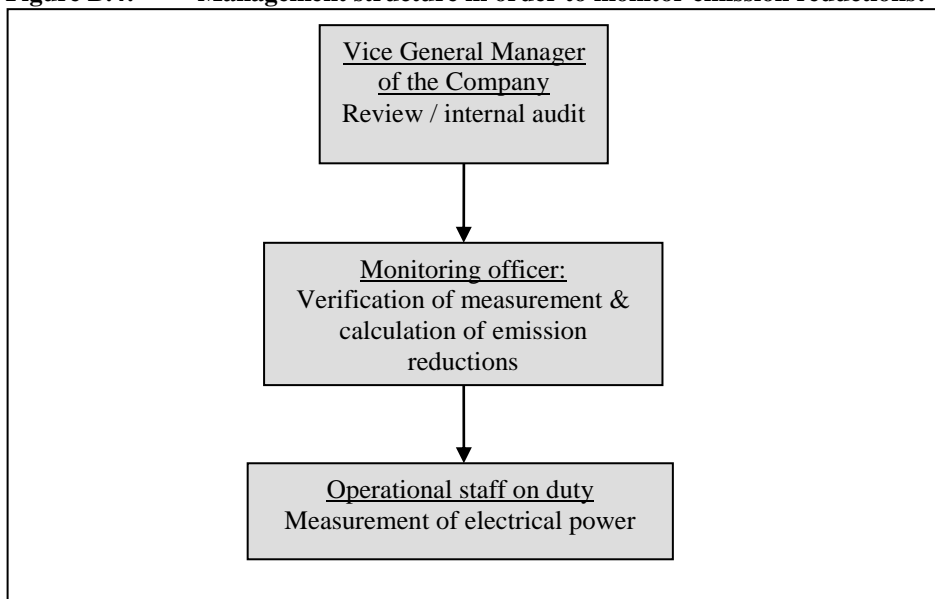 Figure Management structure in order to monitor emission reductions:
Vice General Manager
of the Company
Review / internal audit
Monitoring officer:
Verification of measurement &
calculation of emission
reductions
Operational staff on duty
Measurement of electrical power